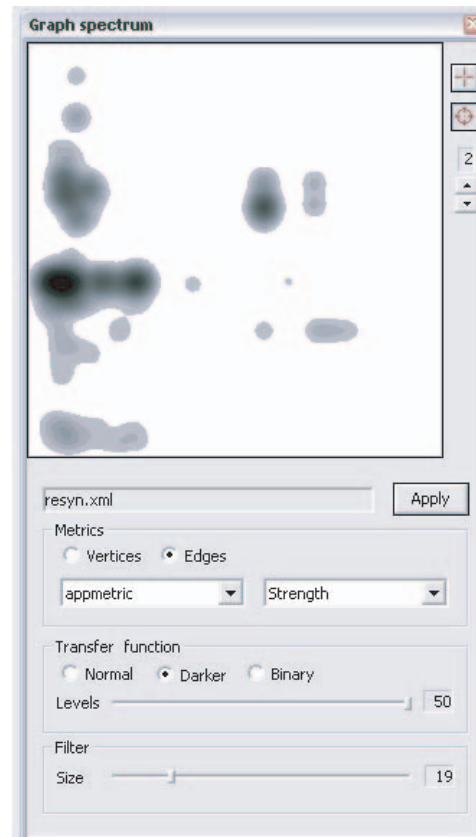 Graph spectrum
2
resyn.xml
Apply
Metrics
Vertices
Edges
appmetric
Strength
Transfer function
Normal
Darker
Binary
Levels
50
Filter
Size
19